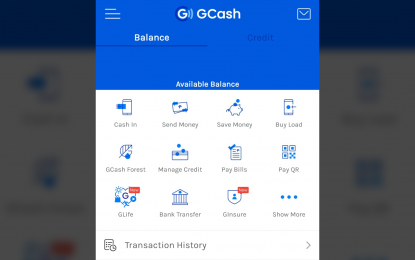 GCash
Balance Credit
Available Balance
Cash In Send Money Save Money Buy Load
GCash Forest Manage Credit Pay Bills Pay QR
New New
GLife Bank Transfer GInsure Show More
Transaction History